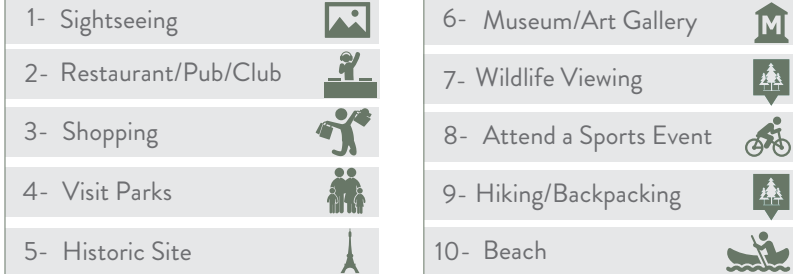 1- Sightseeing
2- Restaurant/Pub/Club
3- Shopping
4- Visit Parks
5- Historic Site
6- Museum/Art Gallery
M
7- Wildlife Viewing
8- Attend a Sports Event
9- Hiking/Backpacking
10- Beach